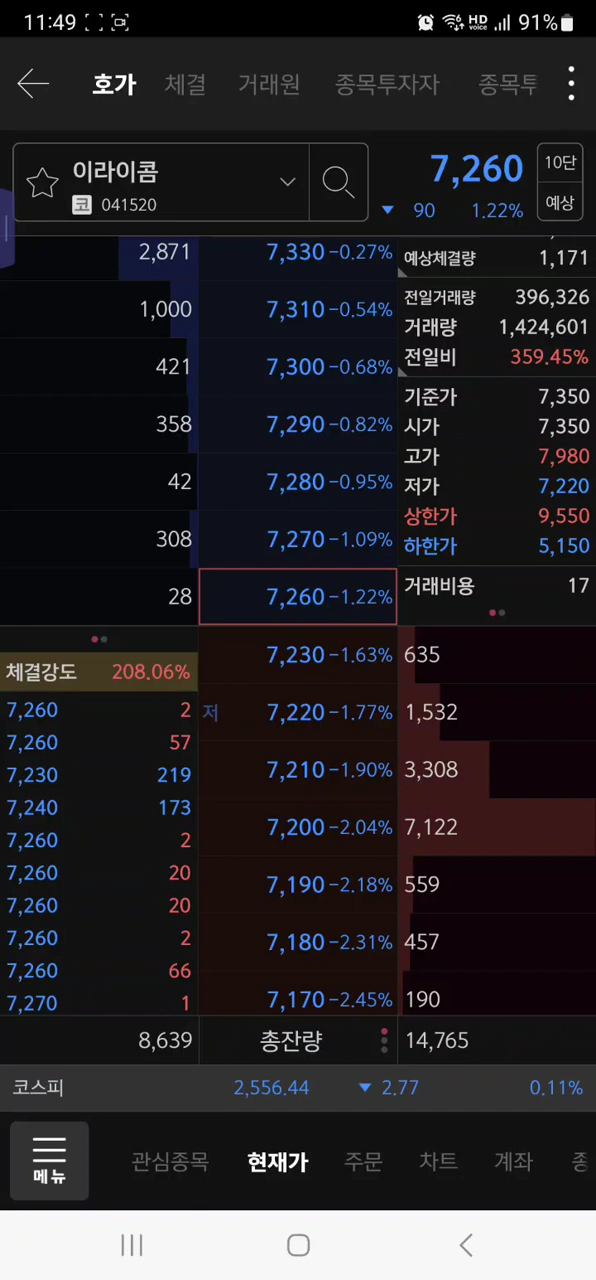 11:49 HD voice 91%
호가 체결 거래원 종목투자자 종목투
이라이콤 7,260 10단
코 041520 ▼ 90 1.22% 예상
2,871 7,330 -0.27% 예상체결량 1,171
1,000 7,310 -0.54% 전일거래량 396,326
거래량 1,424,601
421 7,300 -0.68% 전일비 359.45%
358 7,290 -0.82% 기준가 7,350
시가 7,350
고가 7,980
42 7,280 -0.95% 저가 7,220
상한가 9,550
308 7,270 -1.09% 하한가 5,150
28 7,260 -1.22% 거래비용 17
7,230 -1.63% 635
체결강도 208.06%
7,260 2 저 7,220 -1.77% 1,532
7,260 57
7,230 219 7,210 -1.90% 3,308
7,240 173 7,200 -2.04% 7,122
7,260 2
7,260 20 7,190 -2.18% 559
7,260 20
7,260 2 7,180 -2.31% 457
7,260 66
7,270 1 7,170 -2.45% 190
8,639 총잔량 14,765
코스피 2,556.44 ▼ 2.77 0.11%
메뉴 관심종목 현재가 주문 차트 계좌 종